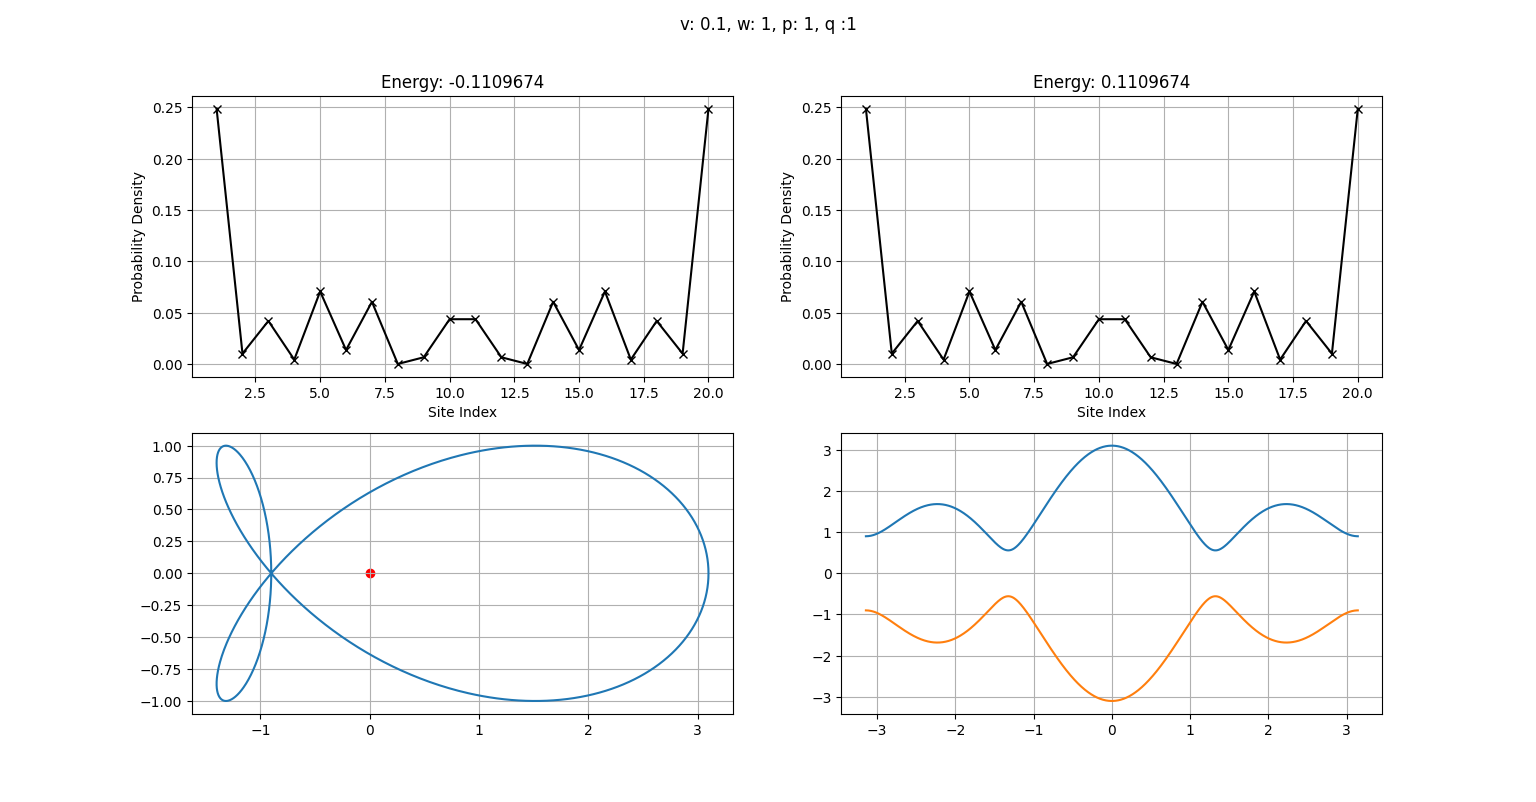 v: 0.1, w: 1, p: 1, q :1
Energy: -0.1109674
Energy: 0.1109674
0.25
0.20
0.15
0.10
0.05
0.00
Probability Density
2.5 5.0 7.5 10.0 12.5 15.0 17.5 20.0
Site Index
0.25
0.20
0.15
0.10
0.05
0.00
Probability Density
2.5 5.0 7.5 10.0 12.5 15.0 17.5 20.0
Site Index
1.00
0.75
0.50
0.25
0.00
−0.25
−0.50
−0.75
−1.00
−1 0 1 2 3
3
2
1
0
−1
−2
−3
−3 −2 −1 0 1 2 3